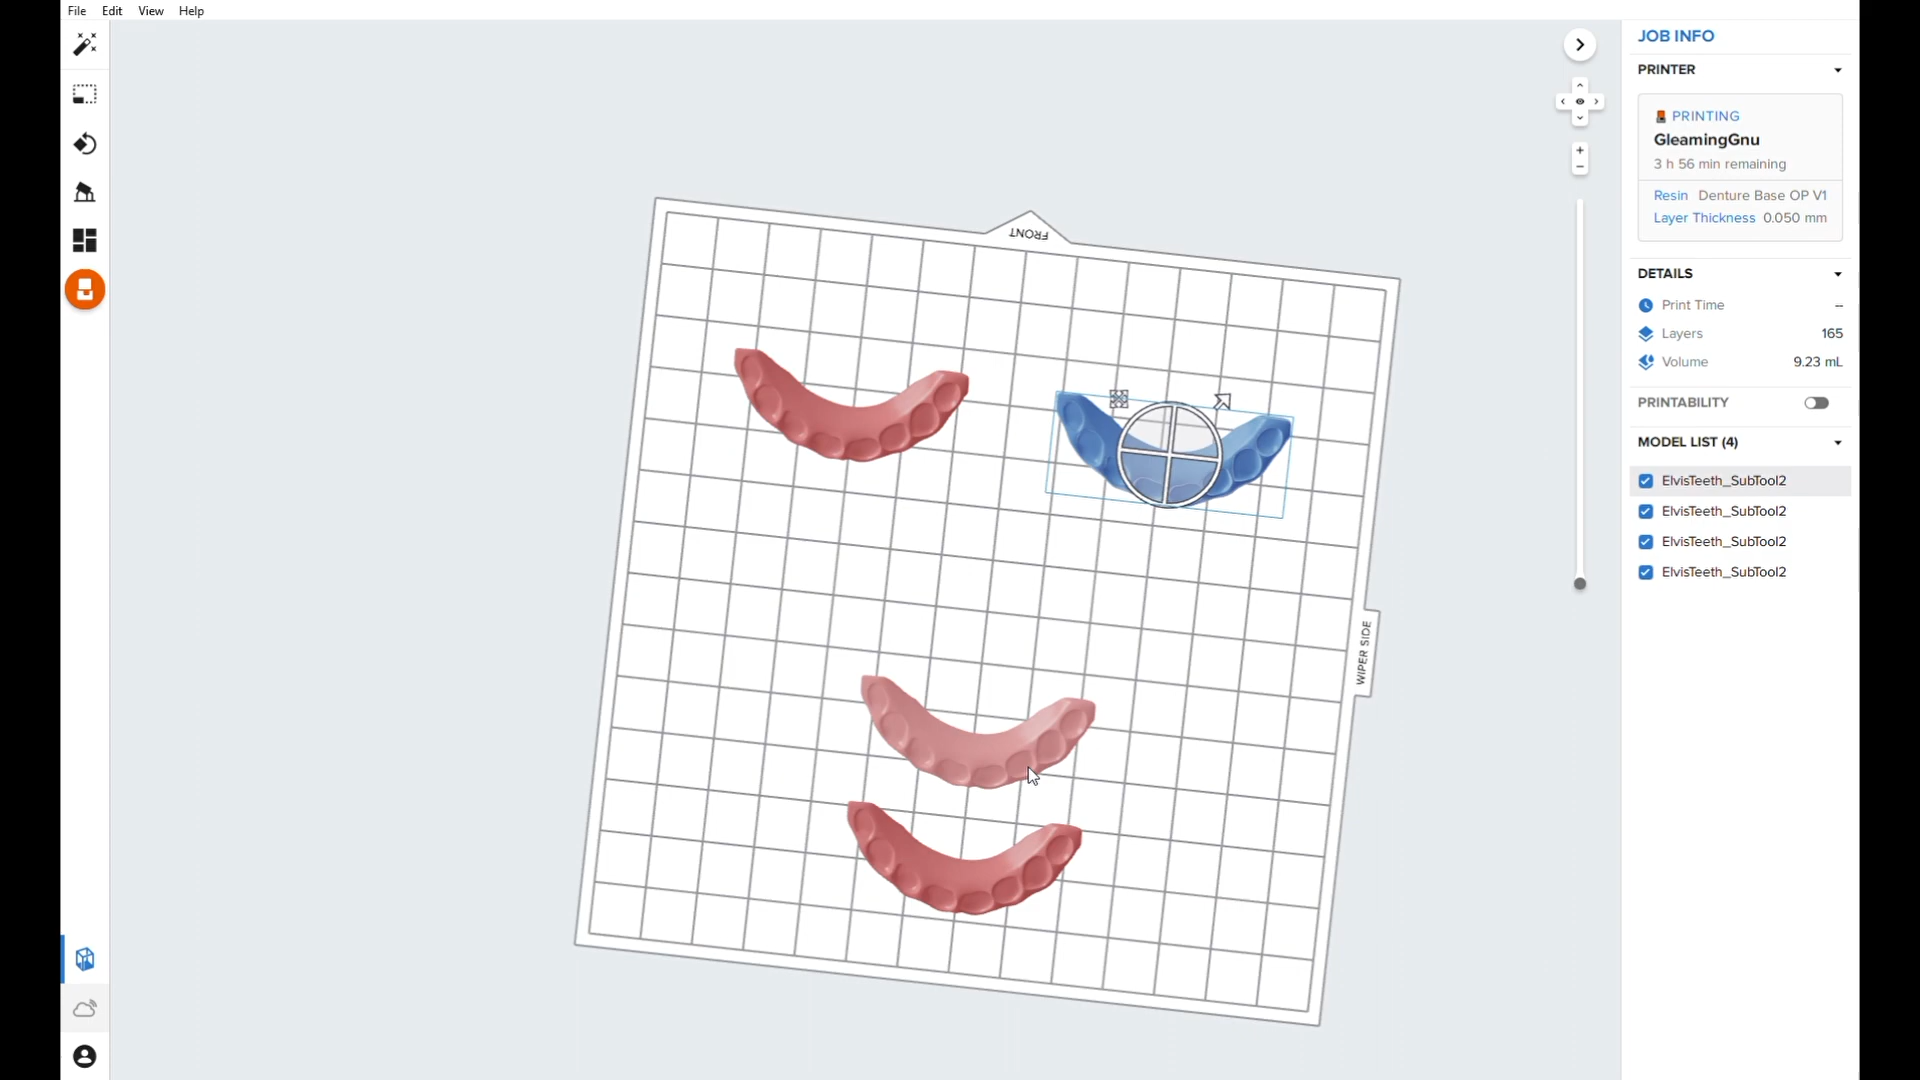 File Edit View Help
JOB INFO
PRINTER
PRINTING
GleamingGnu
3 h 56 min remaining
Resin Denture Base OP V1
Layer Thickness 0.050 mm
DETAILS
Print Time --
Layers 165
Volume 9.23 mL
PRINTABILITY
MODEL LIST (4)
ElvisTeeth_SubTool2
ElvisTeeth_SubTool2
ElvisTeeth_SubTool2
ElvisTeeth_SubTool2
FRONT
WIPER SIDE